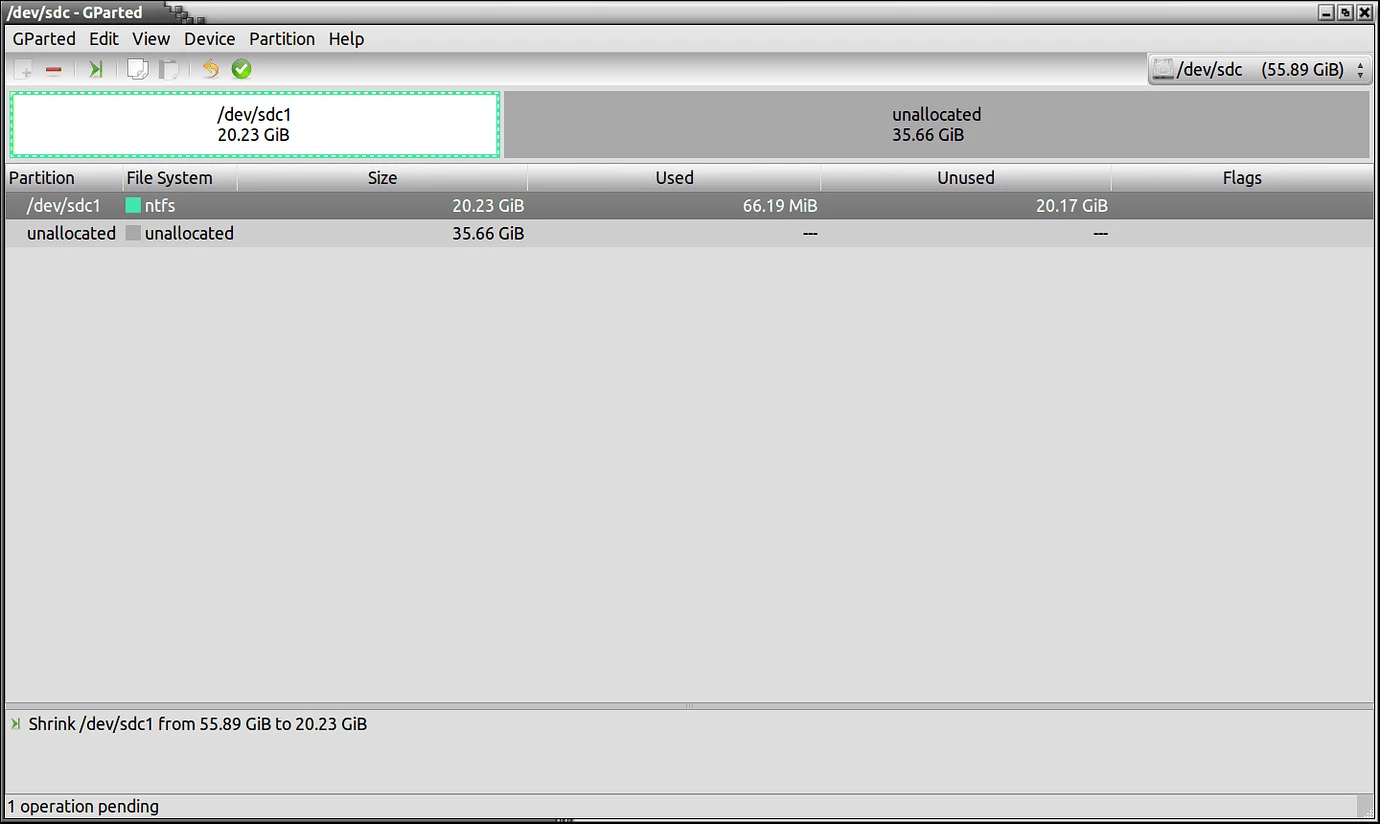 /dev/sdc - GParted
GParted Edit View Device Partition Help
/dev/sdc (55.89 GiB)
/dev/sdc1
20.23 GiB
unallocated
35.66 GiB
Partition File System Size Used Unused Flags
/dev/sdc1 ntfs 20.23 GiB 66.19 MiB 20.17 GiB
unallocated unallocated 35.66 GiB --- ---
Shrink /dev/sdc1 from 55.89 GiB to 20.23 GiB
1 operation pending